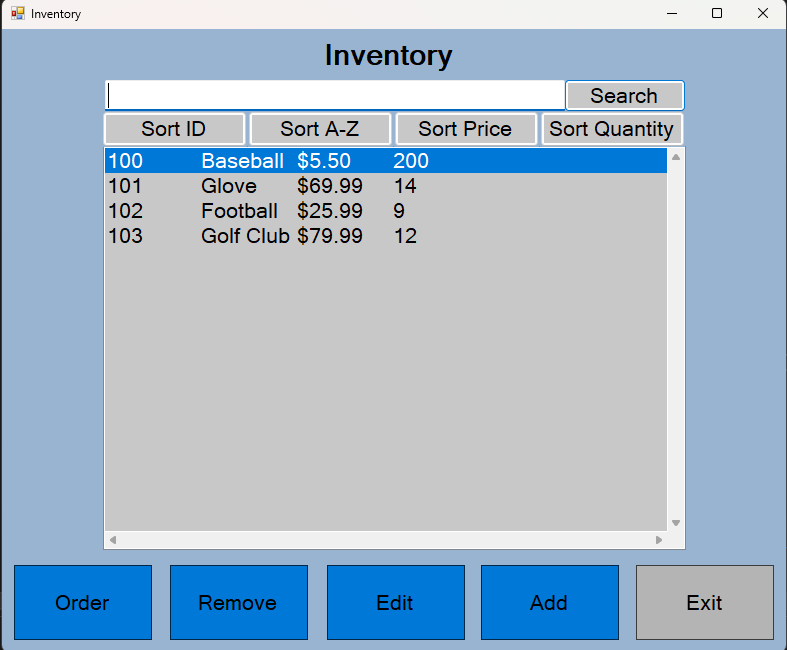 Inventory
Inventory
Search
Sort ID Sort A-Z Sort Price Sort Quantity
100 Baseball $5.50 200
101 Glove $69.99 14
102 Football $25.99 9
103 Golf Club $79.99 12
Order Remove Edit Add Exit